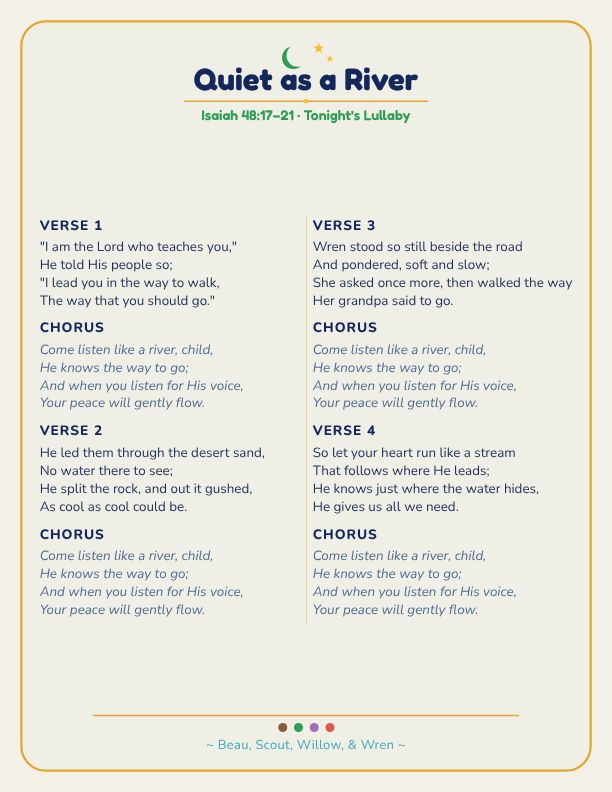 Quiet as a River
Isaiah 48:17–21 · Tonight's Lullaby
VERSE 1
"I am the Lord who teaches you,"
He told His people so;
"I lead you in the way to walk,
The way that you should go."
CHORUS
Come listen like a river, child,
He knows the way to go;
And when you listen for His voice,
Your peace will gently flow.
VERSE 2
He led them through the desert sand,
No water there to see;
He split the rock, and out it gushed,
As cool as cool could be.
CHORUS
Come listen like a river, child,
He knows the way to go;
And when you listen for His voice,
Your peace will gently flow.
VERSE 3
Wren stood so still beside the road
And pondered, soft and slow;
She asked once more, then walked the way
Her grandpa said to go.
CHORUS
Come listen like a river, child,
He knows the way to go;
And when you listen for His voice,
Your peace will gently flow.
VERSE 4
So let your heart run like a stream
That follows where He leads;
He knows just where the water hides,
He gives us all we need.
CHORUS
Come listen like a river, child,
He knows the way to go;
And when you listen for His voice,
Your peace will gently flow.
~ Beau, Scout, Willow, & Wren ~